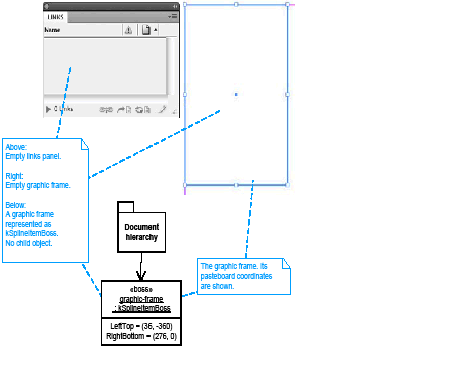 LINKS
Name
0 Links
Above:
Empty links panel.
Right:
Empty graphic frame.
Below:
A graphic frame
represented as
kSplineItemBoss.
No child object.
Document
hierarchy
The graphic frame. Its
pasteboard coordinates
are shown.
«boss»
graphic-frame
: kSplineItemBoss
LeftTop = (36, -360)
RightBottom = (276, 0)